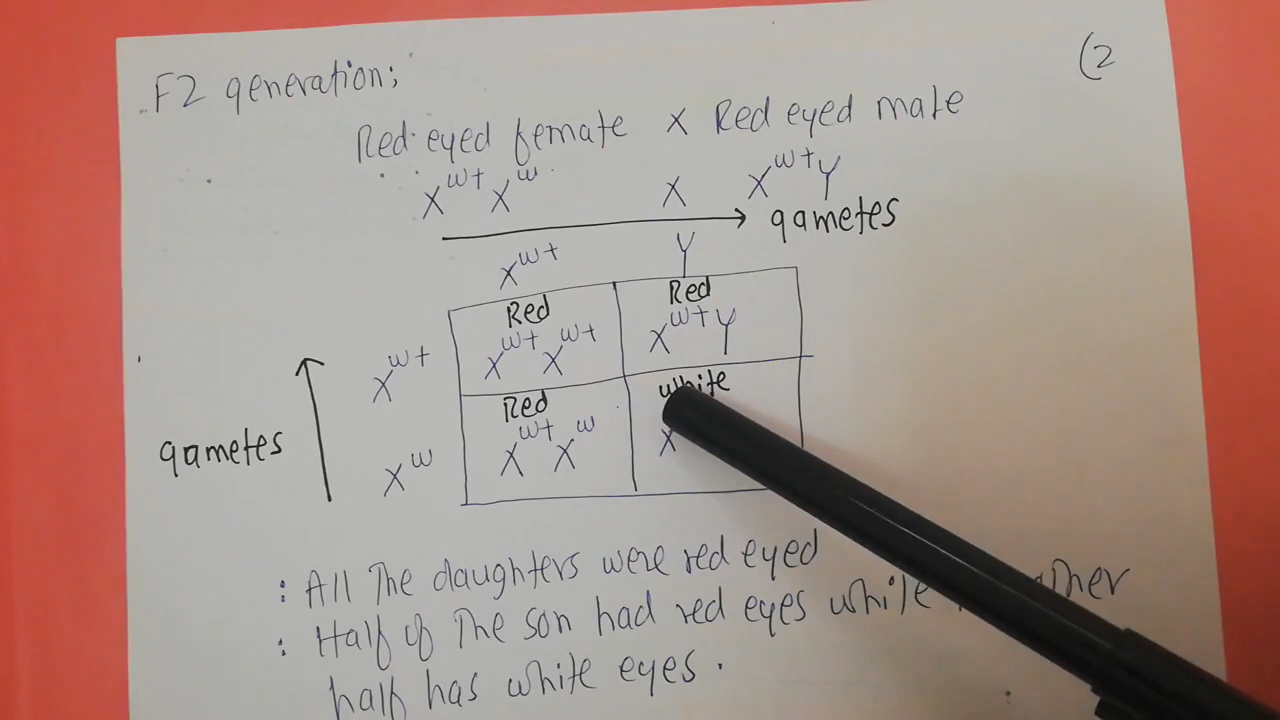 F2 generation;
(2
Red eyed female X Red eyed male
X^w+ X^w X X^w+ Y
gametes
X^w+ Y
Red Red
X^w+ X^w+ X^w+ Y
X^w+
Red White
X^w+ X^w X
X^w
gametes
: All The daughters were red eyed
: Half of The son had red eyes while
half has white eyes.